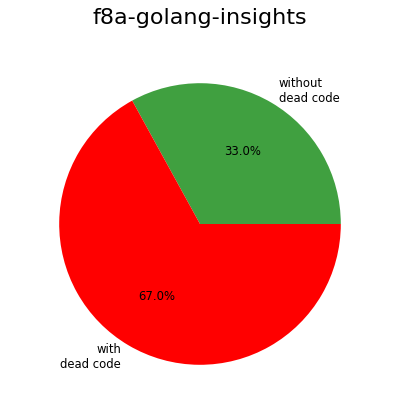 f8a-golang-insights
without
dead code
33.0%
67.0%
with
dead code